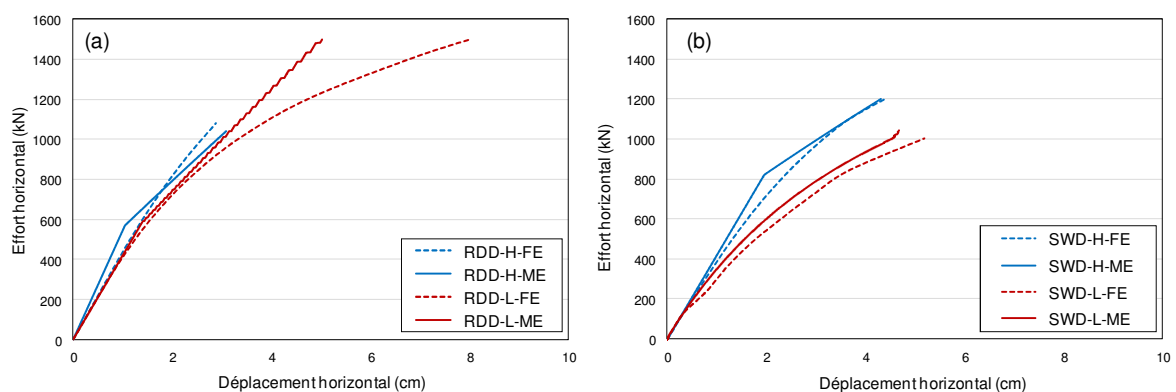 (a)
Effort horizontal (kN)
1600
1400
1200
1000
800
600
400
200
0
0 2 4 6 8 10
Déplacement horizontal (cm)
RDD-H-FE
RDD-H-ME
RDD-L-FE
RDD-L-ME
(b)
Effort horizontal (kN)
1600
1400
1200
1000
800
600
400
200
0
0 2 4 6 8 10
Déplacement horizontal (cm)
SWD-H-FE
SWD-H-ME
SWD-L-FE
SWD-L-ME